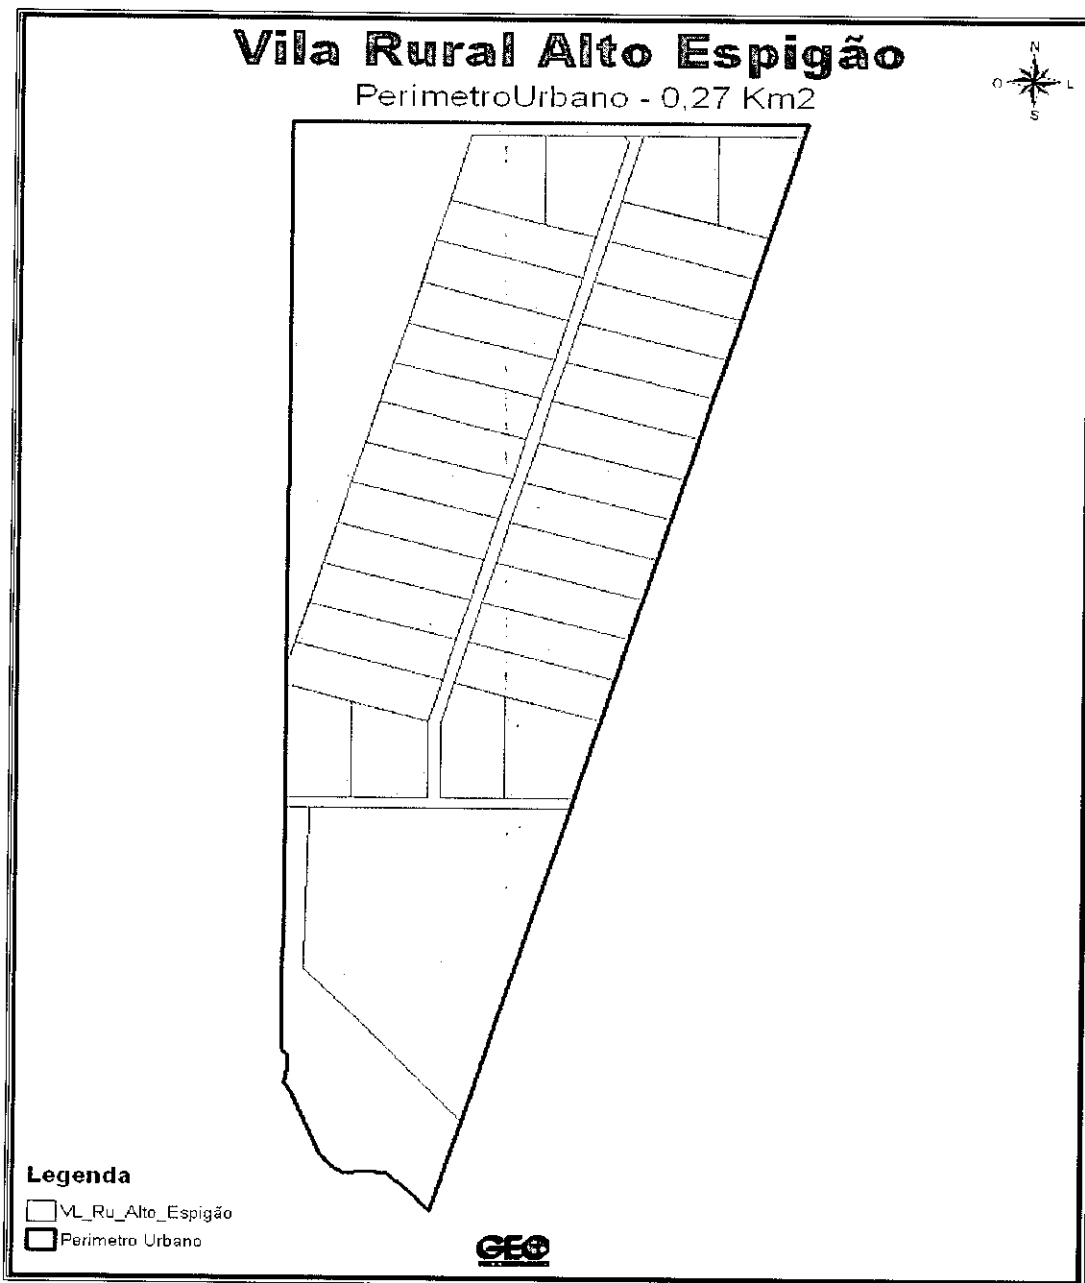 Vila Rural Alto Espigão
PerimetroUrbano - 0,27 Km2
N
O L
S
Legenda
VL_Ru_Alto_Espigão
Perimetro Urbano
GEO